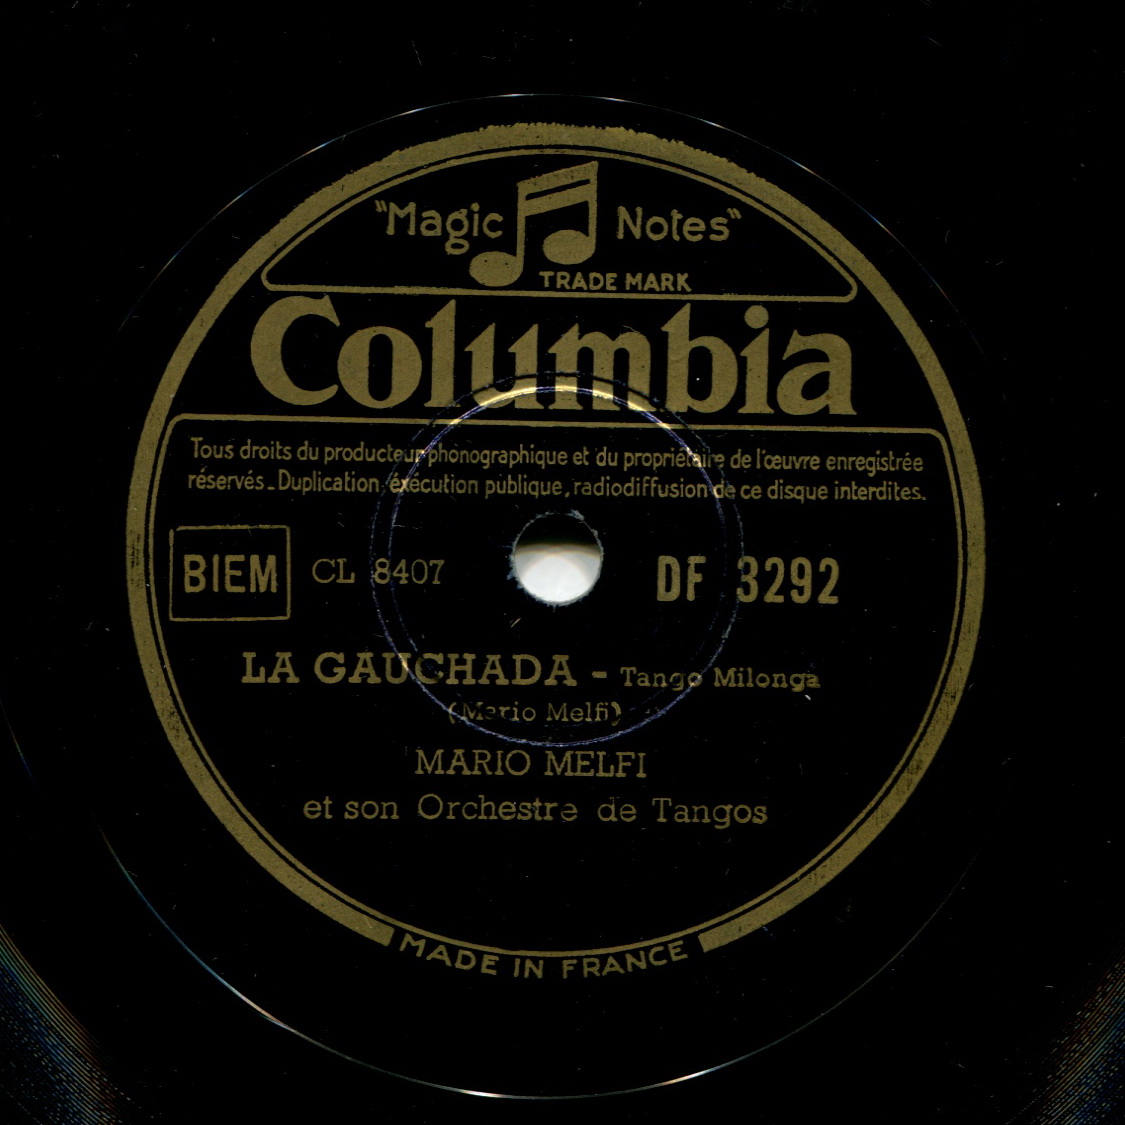 "Magic Notes"
TRADE MARK
Columbia
Tous droits du producteur phonographique et du propriétaire de l'œuvre enregistrée
réservés _ Duplication éxécution publique, radiodiffusion de ce disque interdites.
BIEM CL 8407 DF 3292
LA GAUCHADA - Tango Milonga
(Mario Melfi)
MARIO MELFI
et son Orchestre de Tangos
MADE IN FRANCE